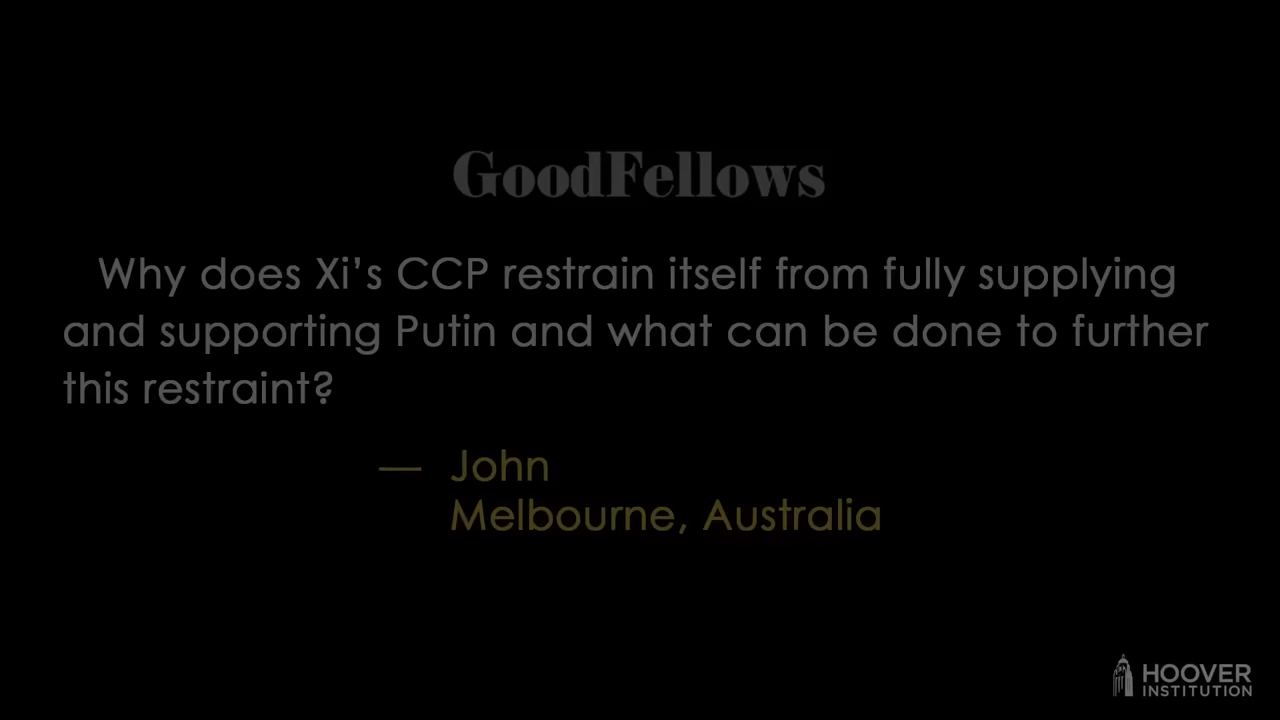 GoodFellows
Why does Xi’s CCP restrain itself from fully supplying
and supporting Putin and what can be done to further
this restraint?
— John
Melbourne, Australia
HOOVER
INSTITUTION